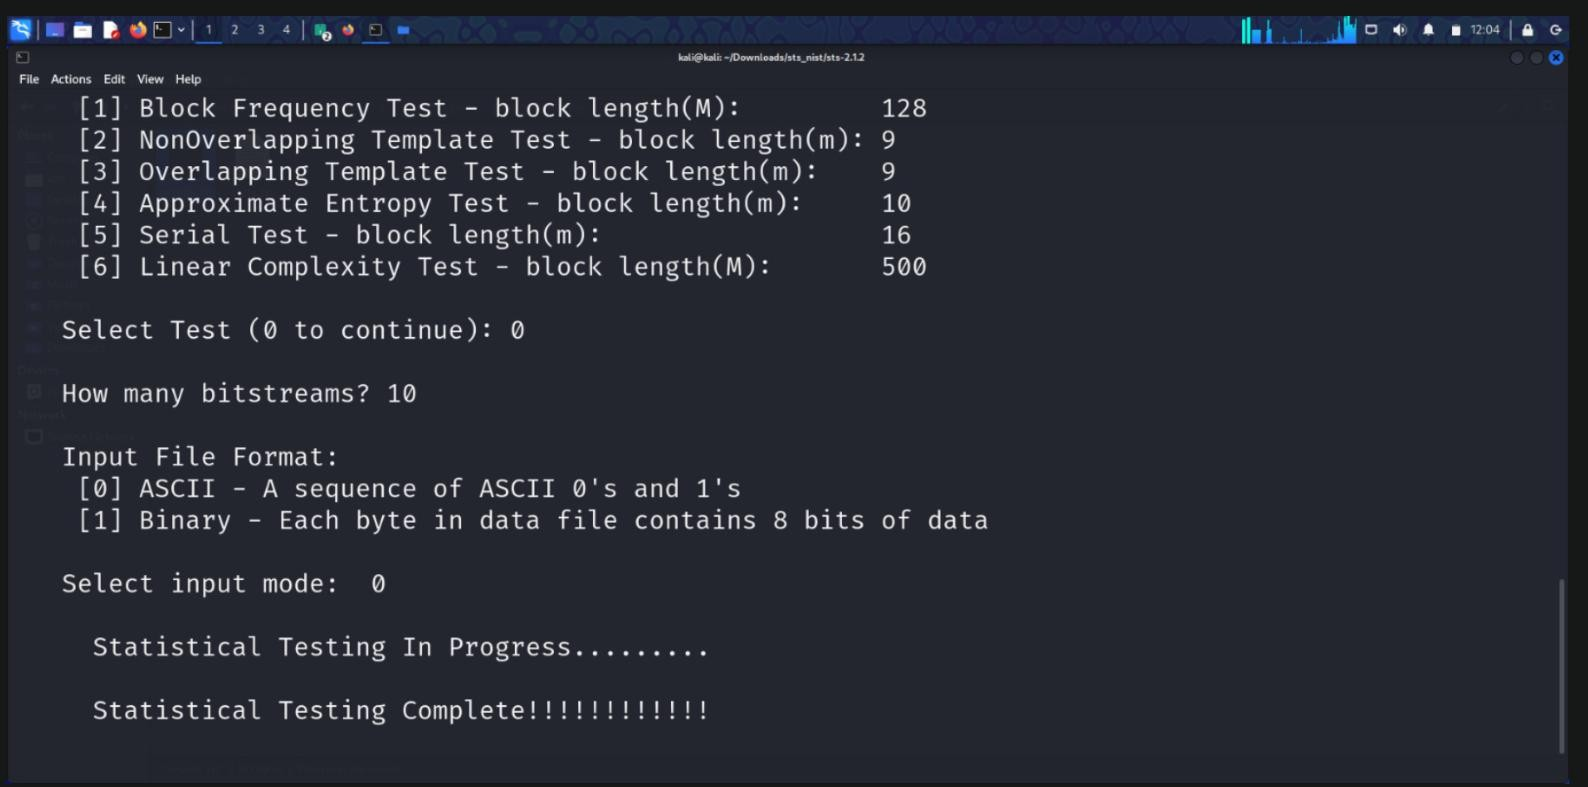 1 2 3 4 12:04
kali@kali: ~/Downloads/sts_nist/sts-2.1.2
File Actions Edit View Help
[1] Block Frequency Test - block length(M): 128
[2] NonOverlapping Template Test - block length(m): 9
[3] Overlapping Template Test - block length(m): 9
[4] Approximate Entropy Test - block length(m): 10
[5] Serial Test - block length(m): 16
[6] Linear Complexity Test - block length(M): 500
Select Test (0 to continue): 0
How many bitstreams? 10
Input File Format:
[0] ASCII - A sequence of ASCII 0's and 1's
[1] Binary - Each byte in data file contains 8 bits of data
Select input mode:  0
Statistical Testing In Progress.........
Statistical Testing Complete!!!!!!!!!!!!